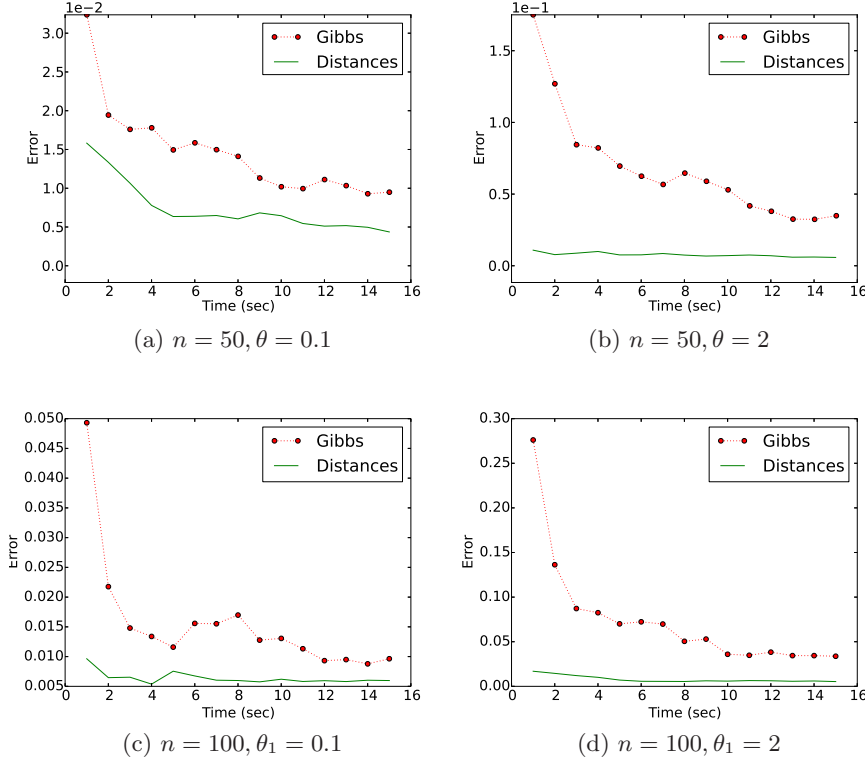 1e−2
3.0
2.5
2.0
1.5
1.0
0.5
0.0
Error
0 2 4 6 8 10 12 14 16
Time (sec)
Gibbs
Distances
(a) n = 50, θ = 0.1
1e−1
1.5
1.0
0.5
0.0
Error
0 2 4 6 8 10 12 14 16
Time (sec)
Gibbs
Distances
(b) n = 50, θ = 2
0.050
0.045
0.040
0.035
0.030
0.025
0.020
0.015
0.010
0.005
Error
0 2 4 6 8 10 12 14 16
Time (sec)
Gibbs
Distances
(c) n = 100, θ₁ = 0.1
0.30
0.25
0.20
0.15
0.10
0.05
0.00
Error
0 2 4 6 8 10 12 14 16
Time (sec)
Gibbs
Distances
(d) n = 100, θ₁ = 2